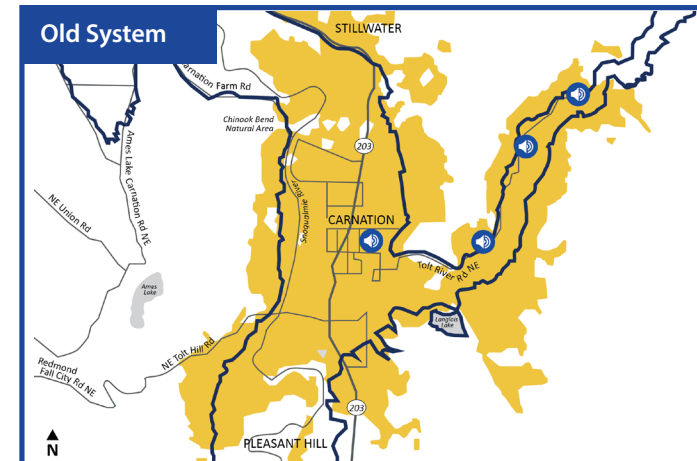 Old System
STILLWATER
arnation Farm Rd
Chinook Bend
Natural Area
203
Ames Lake Carnation Rd NE
Snoqualmie River
NE Union Rd
CARNATION
Tolt River Rd NE
Ames
Lake
Langlois
Lake
NE Tolt Hill Rd
Redmond
Fall City Rd NE
203
N
PLEASANT HILL